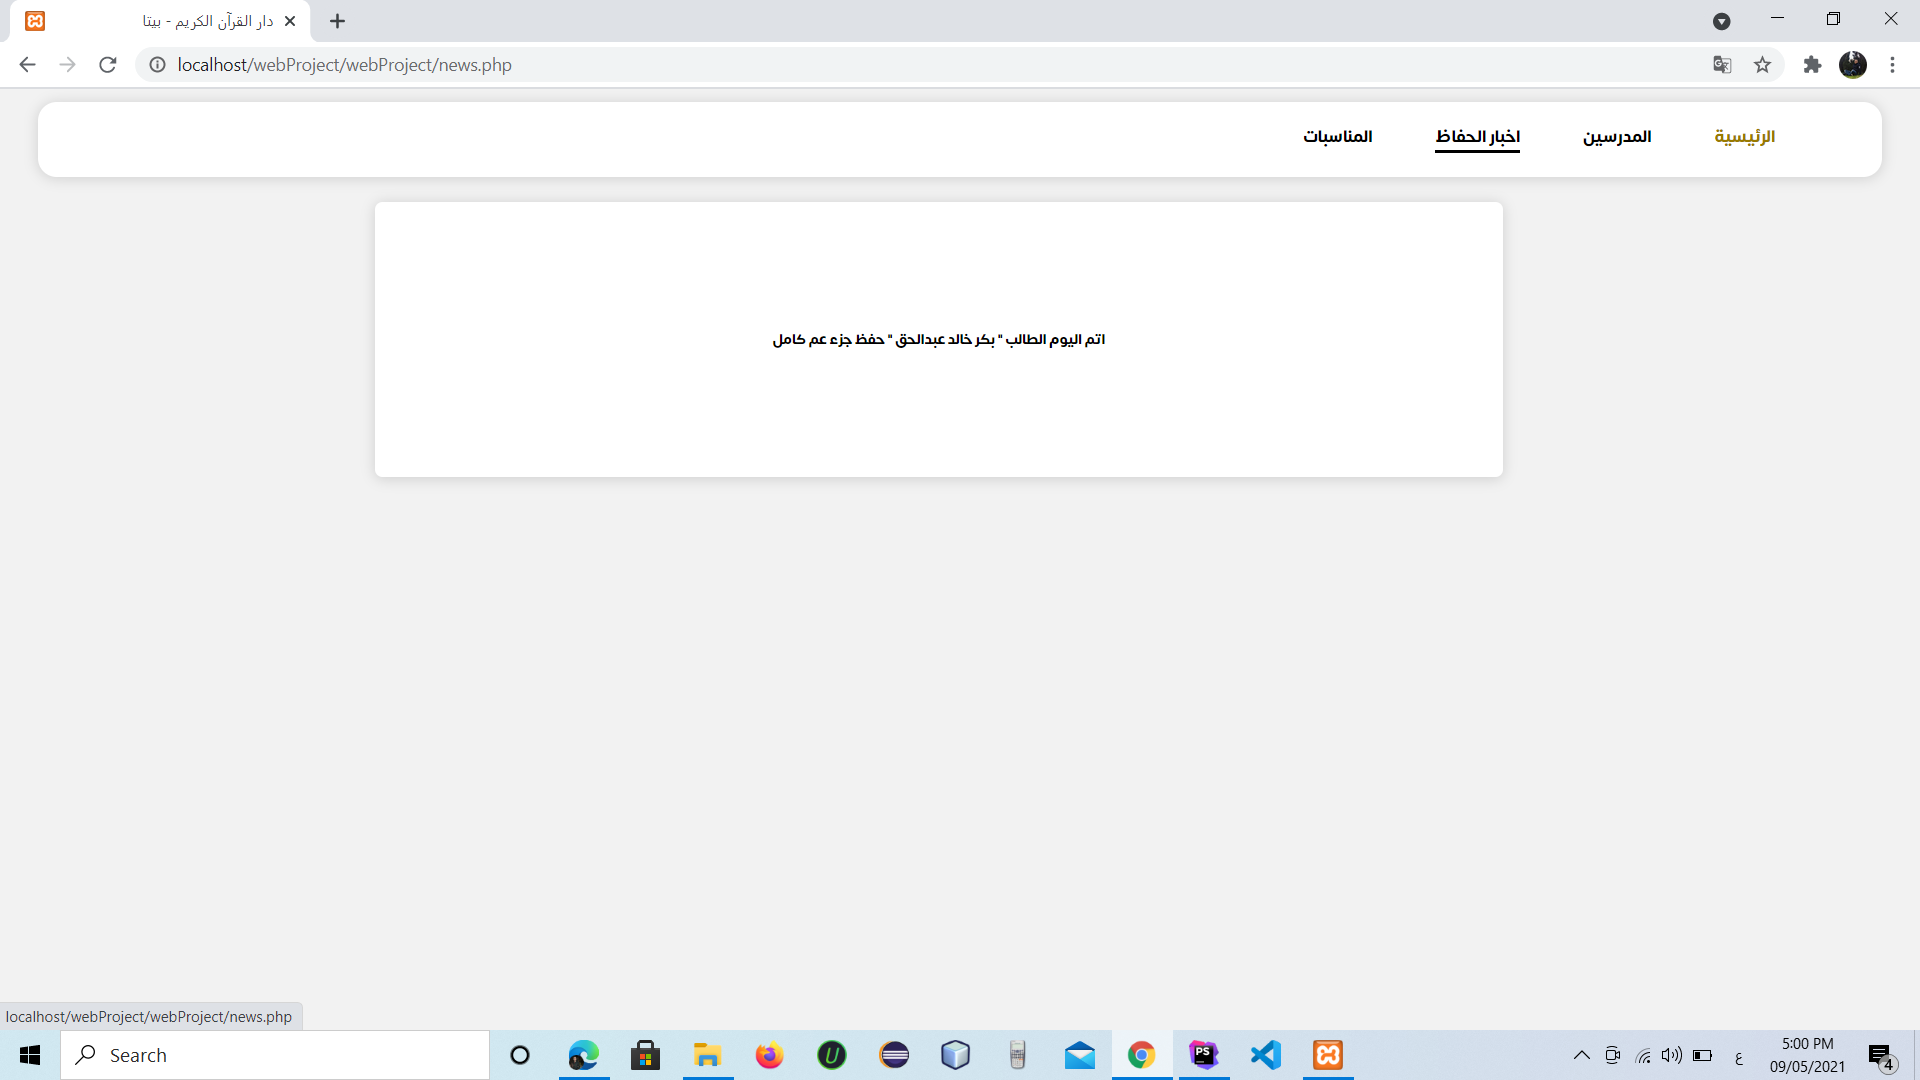 دار القرآن الكريم - بيتا
localhost/webProject/webProject/news.php
الرئيسية
المدرسين
اخبار الحفاظ
المناسبات
اتم اليوم الطالب " بكر خالد عبدالحق " حفظ جزء عم كامل
localhost/webProject/webProject/news.php
Search
PS
ع
5:00 PM
09/05/2021
4